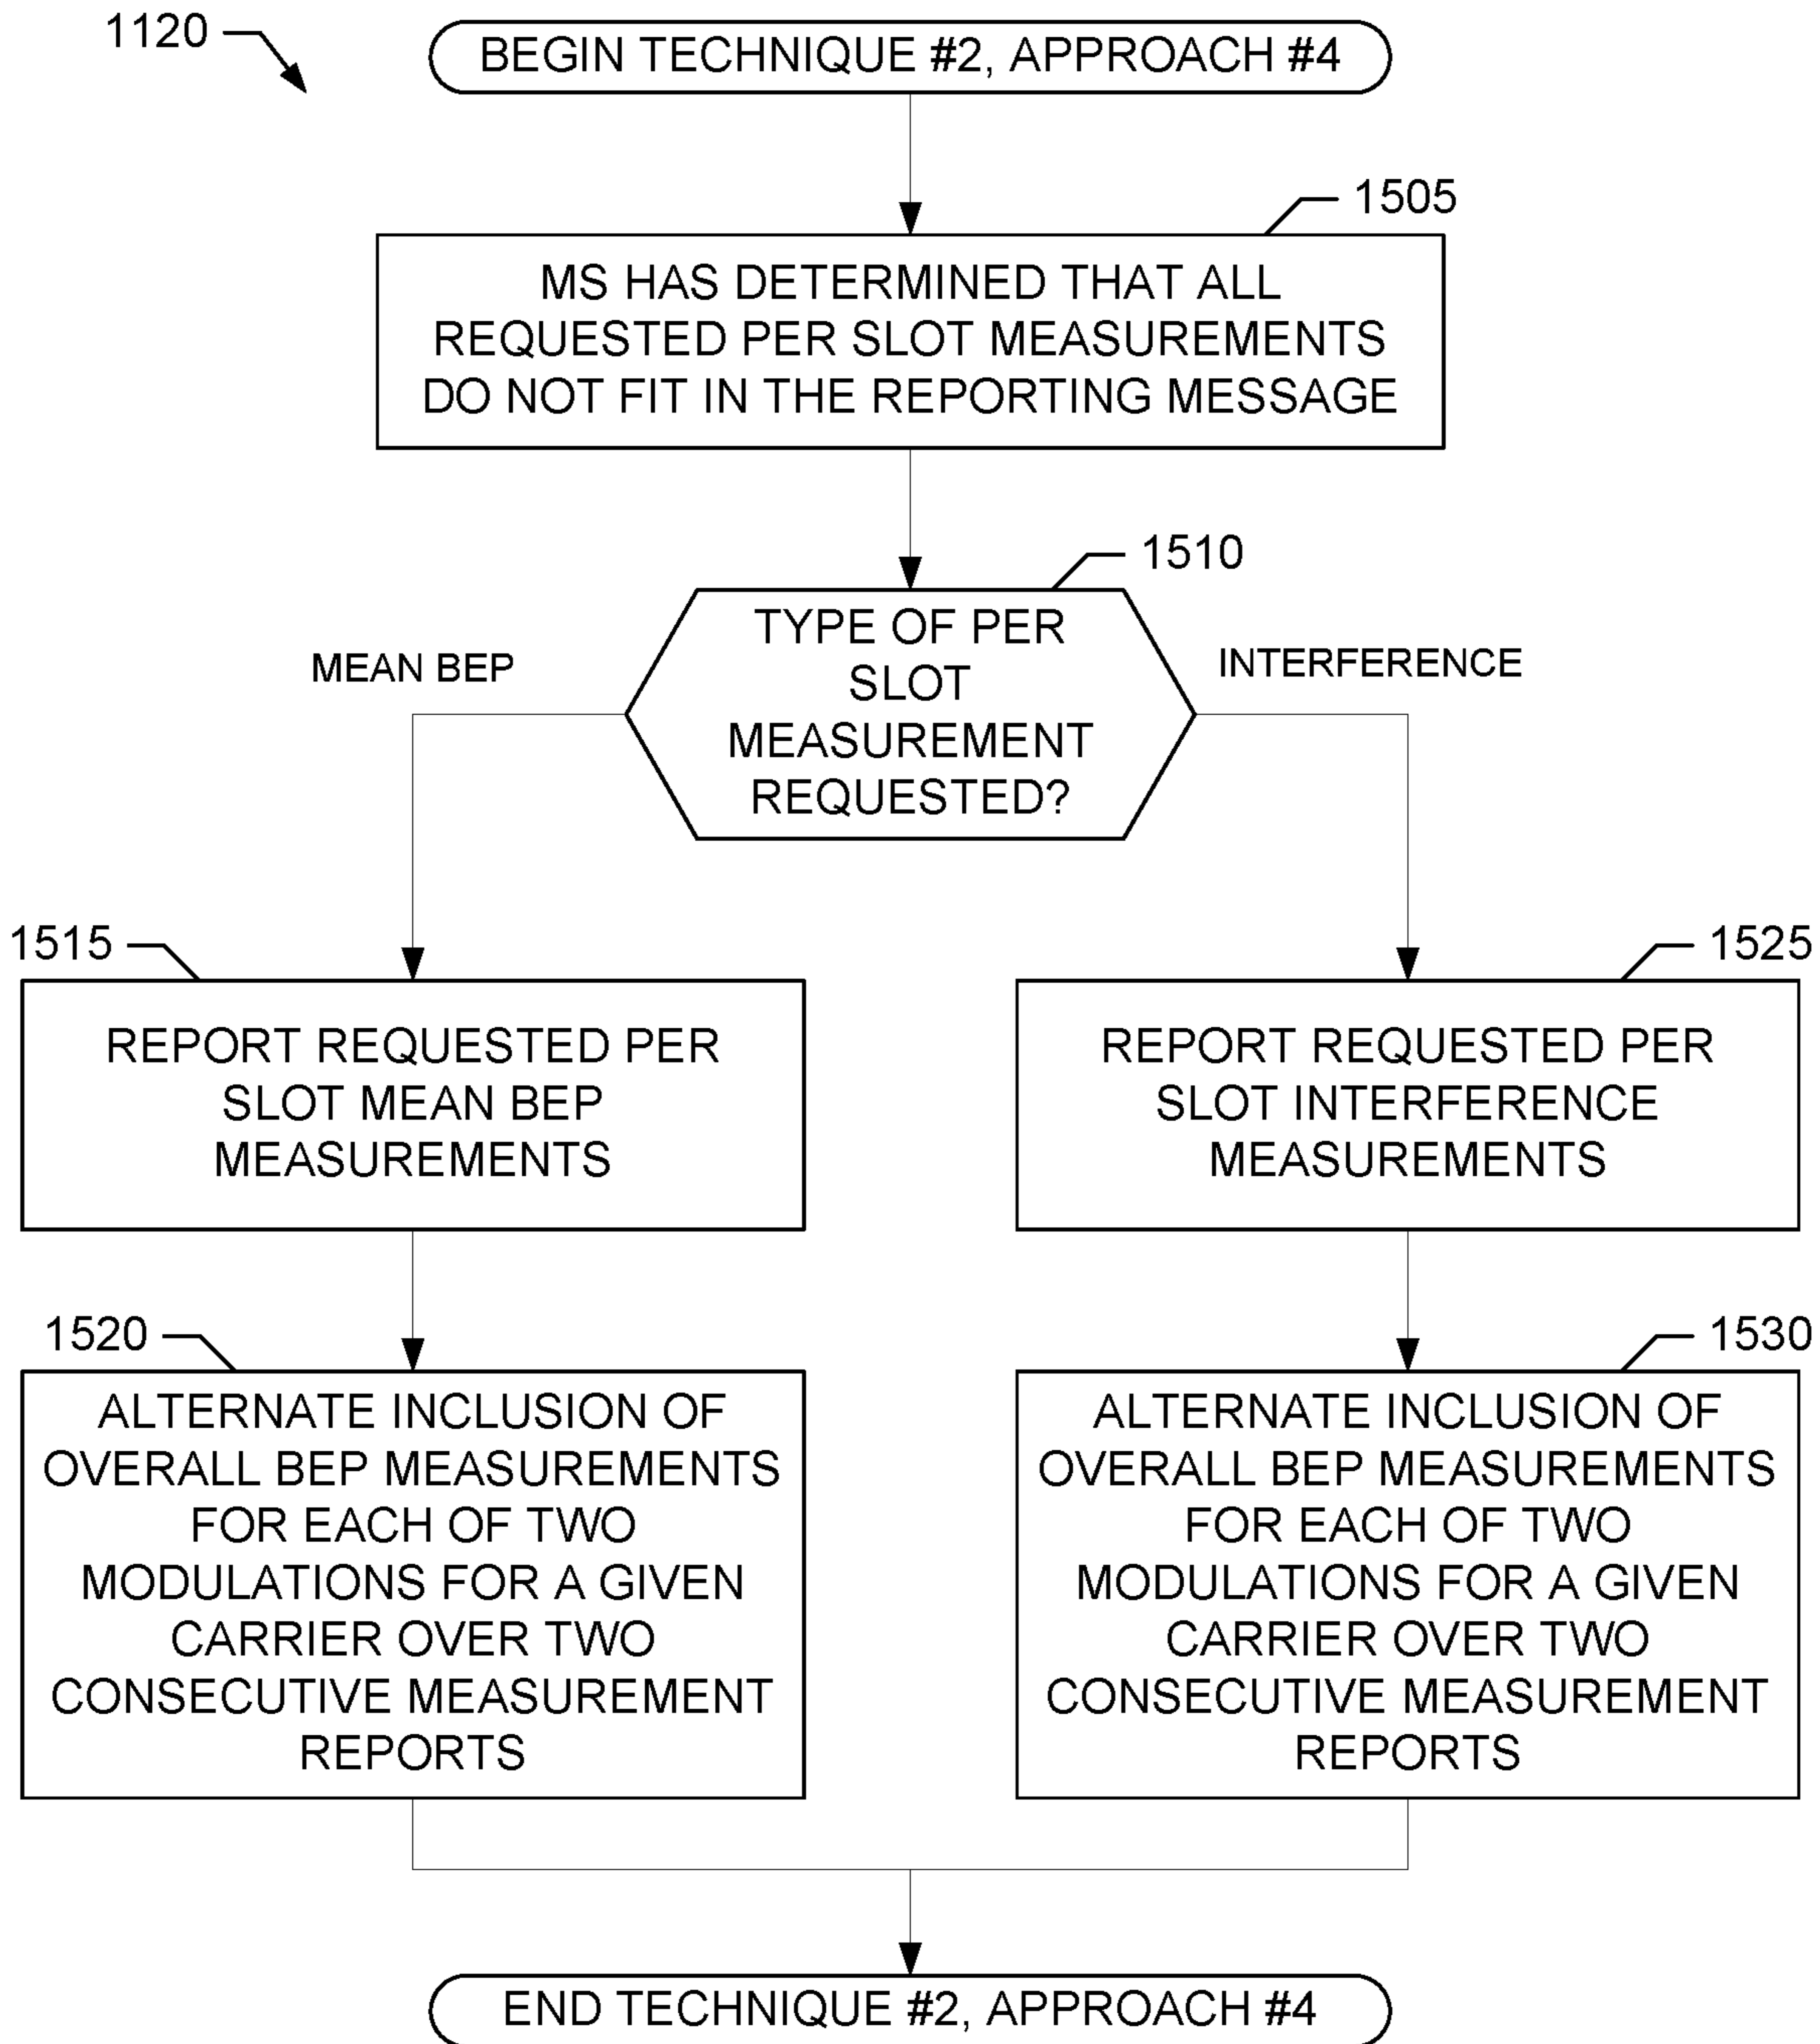 1120
BEGIN TECHNIQUE #2, APPROACH #4
1505
MS HAS DETERMINED THAT ALL
REQUESTED PER SLOT MEASUREMENTS
DO NOT FIT IN THE REPORTING MESSAGE
1510
TYPE OF PER
SLOT
MEASUREMENT
REQUESTED?
MEAN BEP
INTERFERENCE
1515
REPORT REQUESTED PER
SLOT MEAN BEP
MEASUREMENTS
1525
REPORT REQUESTED PER
SLOT INTERFERENCE
MEASUREMENTS
1520
ALTERNATE INCLUSION OF
OVERALL BEP MEASUREMENTS
FOR EACH OF TWO
MODULATIONS FOR A GIVEN
CARRIER OVER TWO
CONSECUTIVE MEASUREMENT
REPORTS
1530
ALTERNATE INCLUSION OF
OVERALL BEP MEASUREMENTS
FOR EACH OF TWO
MODULATIONS FOR A GIVEN
CARRIER OVER TWO
CONSECUTIVE MEASUREMENT
REPORTS
END TECHNIQUE #2, APPROACH #4